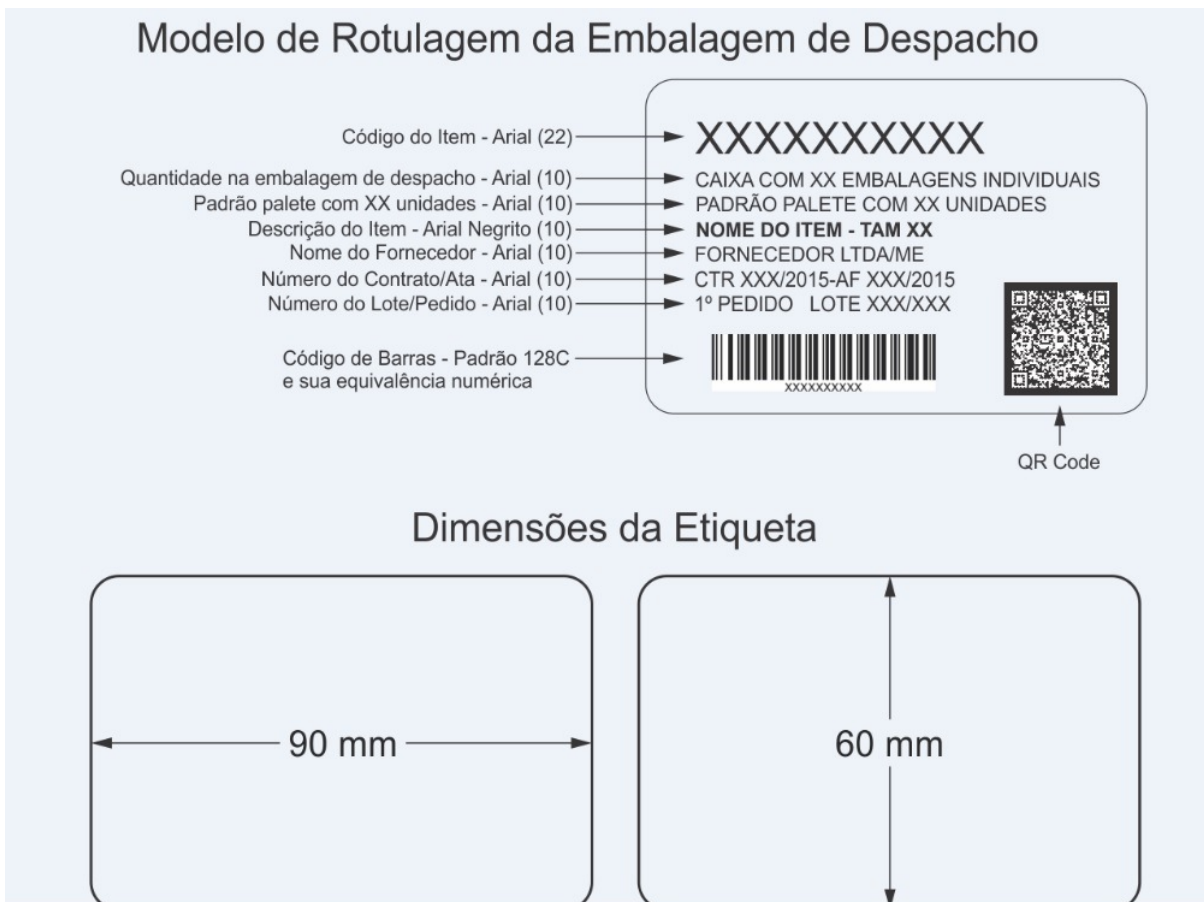 Modelo de Rotulagem da Embalagem de Despacho
Código do Item - Arial (22)
XXXXXXXXXX
Quantidade na embalagem de despacho - Arial (10)
CAIXA COM XX EMBALAGENS INDIVIDUAIS
Padrão palete com XX unidades - Arial (10)
PADRÃO PALETE COM XX UNIDADES
Descrição do Item - Arial Negrito (10)
NOME DO ITEM - TAM XX
Nome do Fornecedor - Arial (10)
FORNECEDOR LTDA/ME
Número do Contrato/Ata - Arial (10)
CTR XXX/2015-AF XXX/2015
Número do Lote/Pedido - Arial (10)
1º PEDIDO LOTE XXX/XXX
Código de Barras - Padrão 128C
e sua equivalência numérica
XXXXXXXXXX
QR Code
Dimensões da Etiqueta
90 mm
60 mm